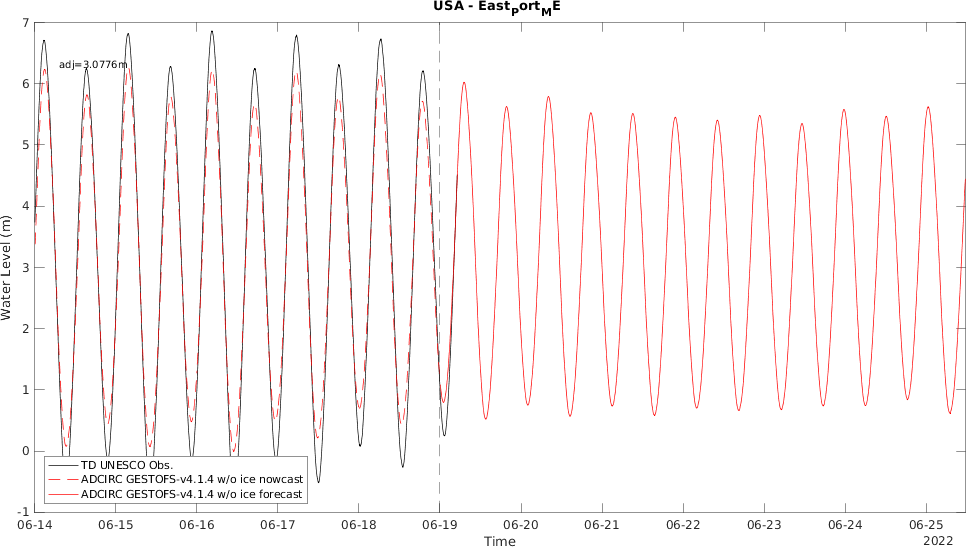 USA - EastPortME
7
adj=3.0776m
6
5
4
3
2
1
0
-1
Water Level (m)
TD UNESCO Obs.
ADCIRC GESTOFS-v4.1.4 w/o ice nowcast
ADCIRC GESTOFS-v4.1.4 w/o ice forecast
06-14 06-15 06-16 06-17 06-18 06-19 06-20 06-21 06-22 06-23 06-24 06-25
Time
2022